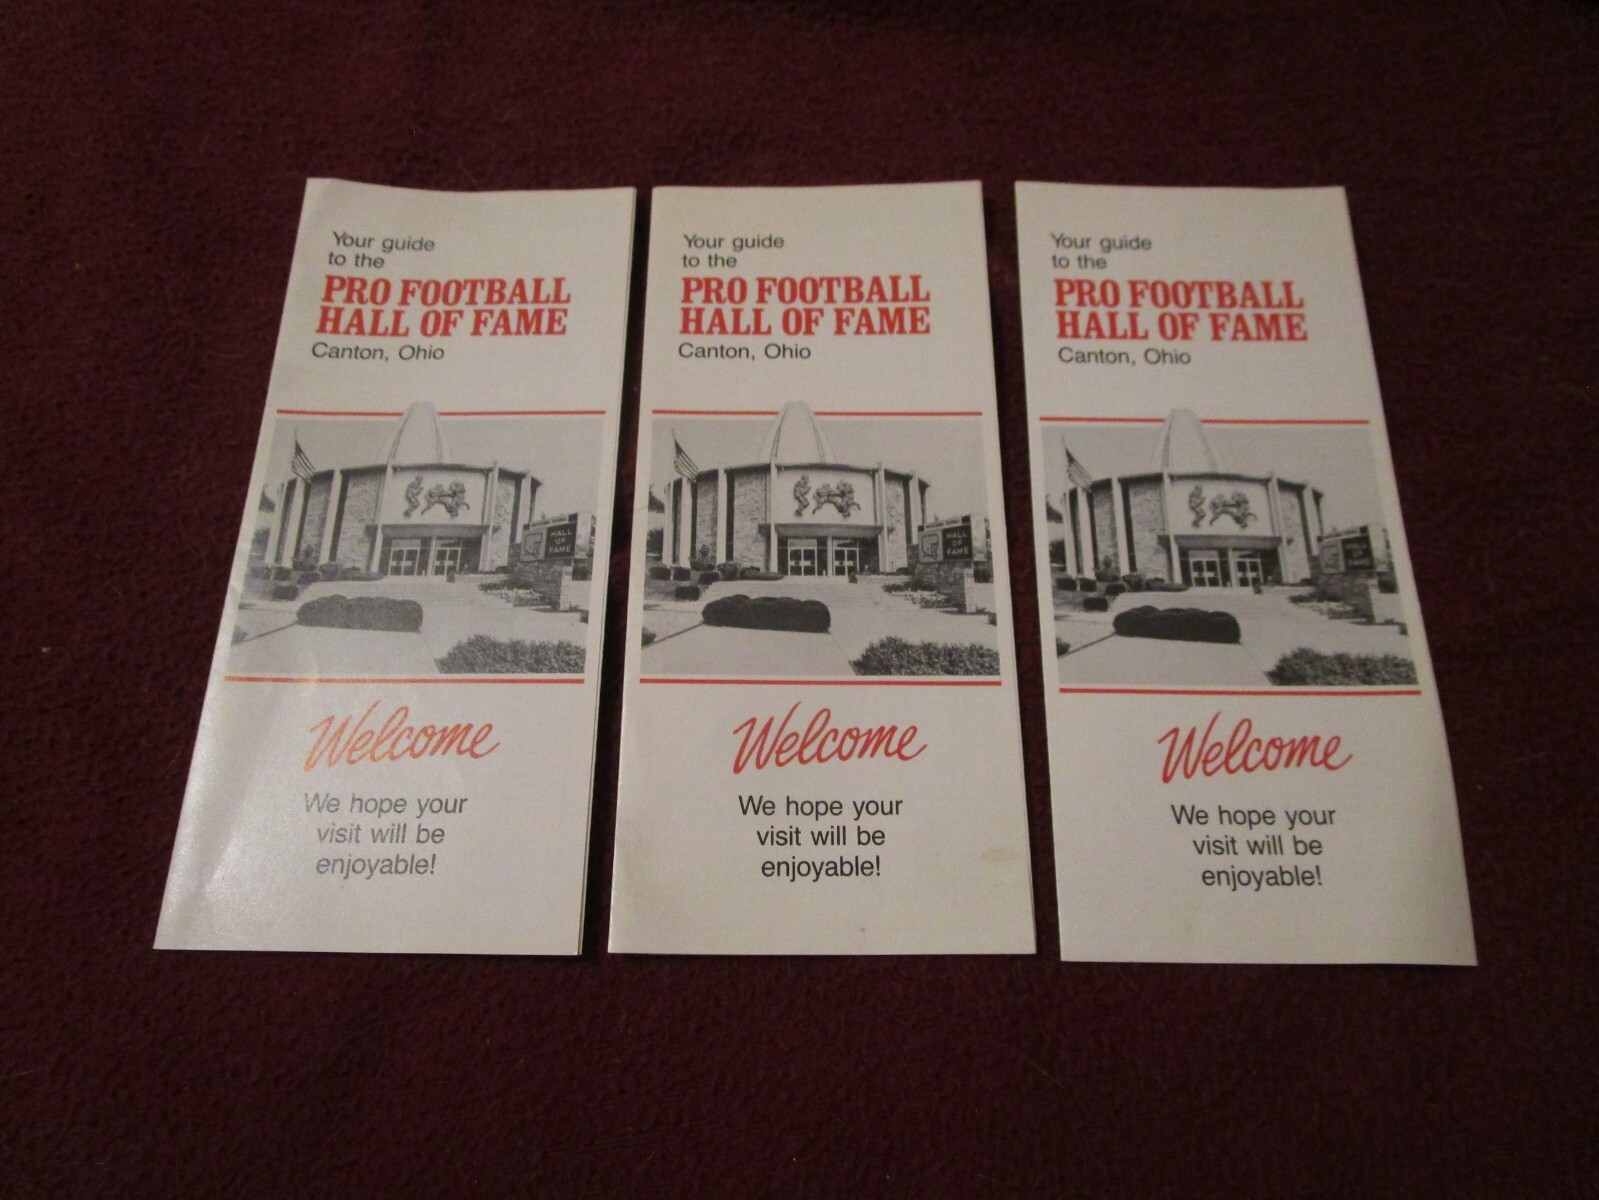 Your guide
to the
PRO FOOTBALL
HALL OF FAME
Canton, Ohio
HALL
OF
FAME
Welcome
We hope your
visit will be
enjoyable!
Your guide
to the
PRO FOOTBALL
HALL OF FAME
Canton, Ohio
HALL
OF
FAME
Welcome
We hope your
visit will be
enjoyable!
Your guide
to the
PRO FOOTBALL
HALL OF FAME
Canton, Ohio
HALL
OF
FAME
Welcome
We hope your
visit will be
enjoyable!